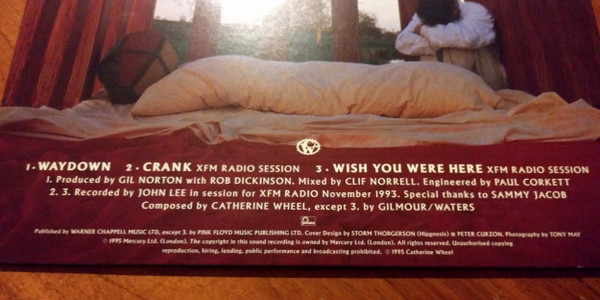 1 · WAYDOWN 2 · CRANK XFM RADIO SESSION 3 · WISH YOU WERE HERE XFM RADIO SESSION
1. Produced by GIL NORTON with ROB DICKINSON. Mixed by CLIF NORRELL. Engineered by PAUL CORKETT
2. 3. Recorded by JOHN LEE in session for XFM RADIO November 1993. Special thanks to SAMMY JACOB
Composed by CATHERINE WHEEL, except 3. by GILMOUR/WATERS
Published by WARNER CHAPPELL MUSIC LTD, except 3. by PINK FLOYD MUSIC PUBLISHING LTD. Cover Design by STORM THORGERSON (Hipgnosis) & PETER CURZON. Photography by TONY MAY
℗ 1995 Mercury Ltd. (London). The copyright in this sound recording is owned by Mercury Ltd. (London). All rights reserved. Unauthorised copying
reproduction, hiring, lending, public performance and broadcasting prohibited. © 1995 Catherine Wheel